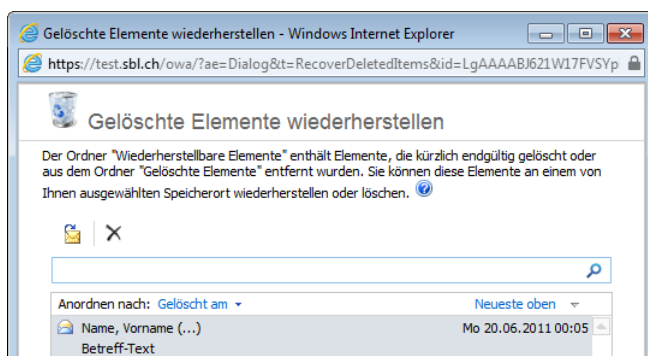 Gelöschte Elemente wiederherstellen - Windows Internet Explorer
https://test.sbl.ch/owa/?ae=Dialog&t=RecoverDeletedItems&id=LgAAAABJ621W17FVSYp
Gelöschte Elemente wiederherstellen
Der Ordner "Wiederherstellbare Elemente" enthält Elemente, die kürzlich endgültig gelöscht oder
aus dem Ordner "Gelöschte Elemente" entfernt wurden. Sie können diese Elemente an einem von
Ihnen ausgewählten Speicherort wiederherstellen oder löschen.
Anordnen nach: Gelöscht am Neueste oben
Name, Vorname (...) Mo 20.06.2011 00:05
Betreff-Text